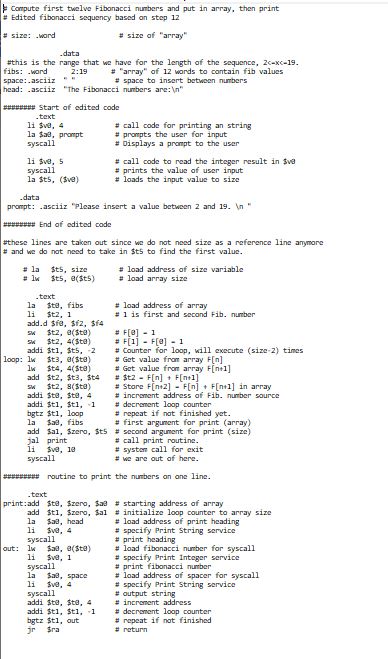 # Compute first twelve Fibonacci numbers and put in array, then print
# Edited fibonacci sequence based on step 12
# size: .word # size of "array"
.data
#this is the range that we have for the length of the sequence, 2<=x<=19.
fibs: .word 2:19 # "array" of 12 words to contain fib values
space:.asciiz " " # space to insert between numbers
head: .asciiz "The Fibonacci numbers are:\n"
######## Start of edited code
.text
li $v0, 4 # call code for printing an string
la $a0, prompt # prompts the user for input
syscall # Displays a prompt to the user
li $v0, 5 # call code to read the integer result in $v0
syscall # prints the value of user input
la $t5, ($v0) # loads the input value to size
.data
prompt: .asciiz "Please insert a value between 2 and 19. \n "
######## End of edited code
#these lines are taken out since we do not need size as a reference line anymore
# and we do not need to take in $t5 to find the first value.
# la $t5, size # load address of size variable
# lw $t5, 0($t5) # load array size
.text
la $t0, fibs # load address of array
li $t2, 1 # 1 is first and second Fib. number
add.d $f0, $f2, $f4
sw $t2, 0($t0) # F[0] = 1
sw $t2, 4($t0) # F[1] = F[0] = 1
addi $t1, $t5, -2 # Counter for loop, will execute (size-2) times
loop: lw $t3, 0($t0) # Get value from array F[n]
lw $t4, 4($t0) # Get value from array F[n+1]
add $t2, $t3, $t4 # $t2 = F[n] + F[n+1]
sw $t2, 8($t0) # Store F[n+2] = F[n] + F[n+1] in array
addi $t0, $t0, 4 # increment address of Fib. number source
addi $t1, $t1, -1 # decrement loop counter
bgtz $t1, loop # repeat if not finished yet.
la $a0, fibs # first argument for print (array)
add $a1, $zero, $t5 # second argument for print (size)
jal print # call print routine.
li $v0, 10 # system call for exit
syscall # we are out of here.
######### routine to print the numbers on one line.
.text
print:add $t0, $zero, $a0 # starting address of array
add $t1, $zero, $a1 # initialize loop counter to array size
la $a0, head # load address of print heading
li $v0, 4 # specify Print String service
syscall # print heading
out: lw $a0, 0($t0) # load fibonacci number for syscall
li $v0, 1 # specify Print Integer service
syscall # print fibonacci number
la $a0, space # load address of spacer for syscall
li $v0, 4 # specify Print String service
syscall # output string
addi $t0, $t0, 4 # increment address
addi $t1, $t1, -1 # decrement loop counter
bgtz $t1, out # repeat if not finished
jr $ra # return